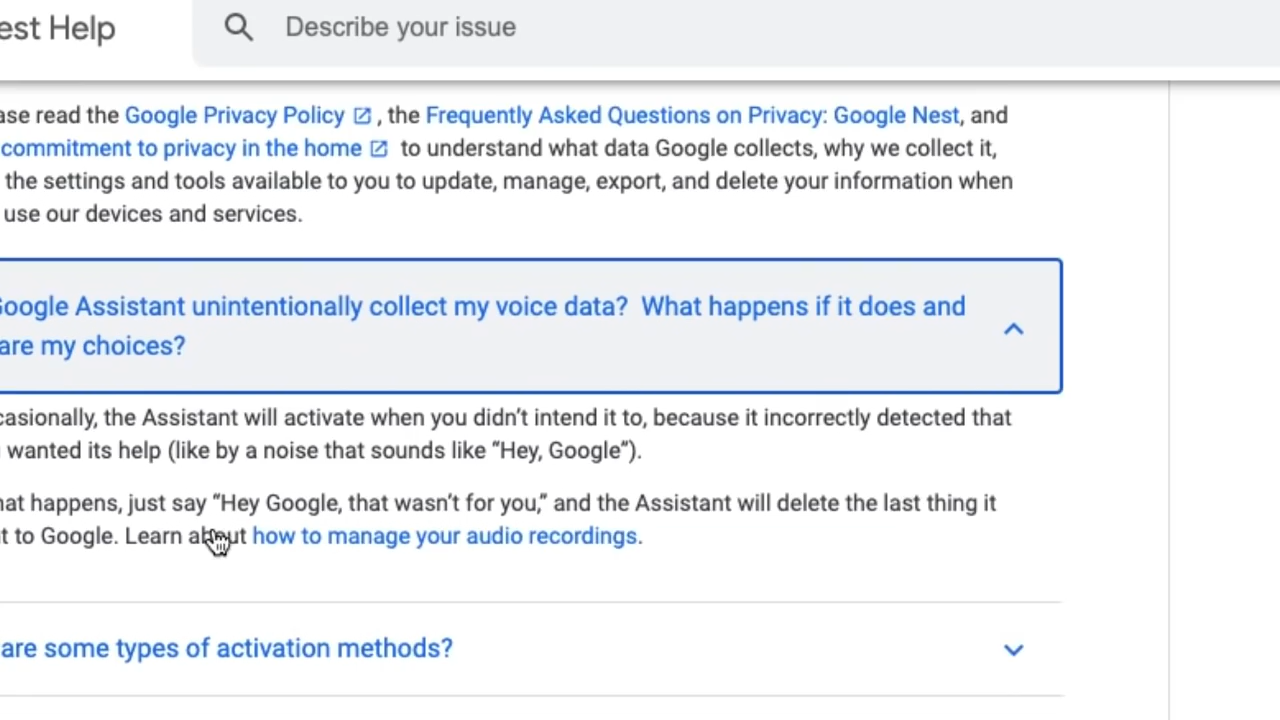 est Help
Describe your issue
ase read the Google Privacy Policy , the Frequently Asked Questions on Privacy: Google Nest, and
commitment to privacy in the home to understand what data Google collects, why we collect it,
the settings and tools available to you to update, manage, export, and delete your information when
use our devices and services.
Google Assistant unintentionally collect my voice data? What happens if it does and
are my choices?
casionally, the Assistant will activate when you didn't intend it to, because it incorrectly detected that
wanted its help (like by a noise that sounds like “Hey, Google”).
hat happens, just say “Hey Google, that wasn't for you,” and the Assistant will delete the last thing it
t to Google. Learn about how to manage your audio recordings.
are some types of activation methods?